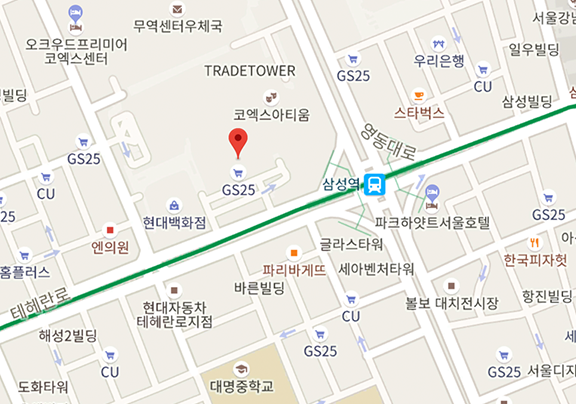 무역센터우체국
서울강남
오크우드프리미어
코엑스센터
우리은행
일우빌딩
TRADETOWER
GS25
CU
빌딩
코엑스아티움
스타벅스
삼성빌딩
영동대로
GS25
삼성역
CU
GS25
25
현대백화점
파크하얏트서울호텔
GS25
엔의원
글라스타워
홈플러스
파리바게뜨
세아벤처타워
한국피자헛
바른빌딩
테헤란로
현대자동차
테헤란로지점
볼보 대치전시장
항진빌딩
CU
해성2빌딩
GS25
CU
GS25
서울디자
도화타워
대명중학교